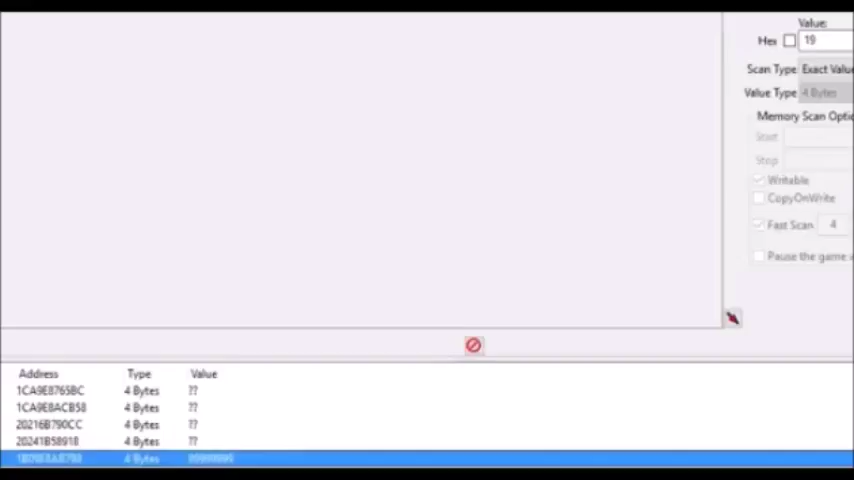 Value:
Hex 19
Scan Type Exact Value
Value Type 4 Bytes
Memory Scan Optio
Start
Stop
Writable
CopyOnWrite
Fast Scan 4
Pause the game
Address Type Value
1CA9E8765BC 4 Bytes ??
1CA9E8ACB58 4 Bytes ??
20216B790CC 4 Bytes ??
20241B58918 4 Bytes ??
4 Bytes